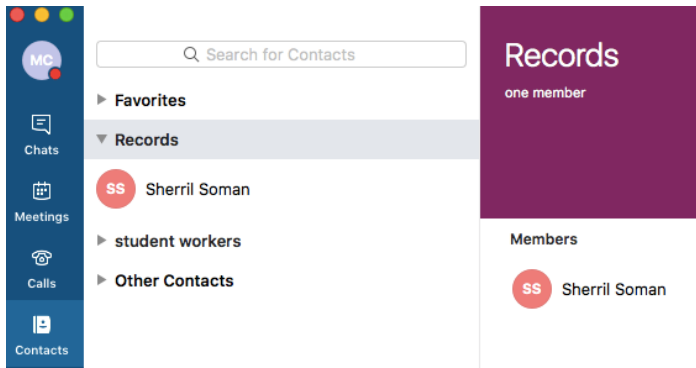 MC
Chats
Meetings
Calls
Contacts
Search for Contacts
Favorites
Records
SS Sherril Soman
student workers
Other Contacts
Records
one member
Members
SS Sherril Soman